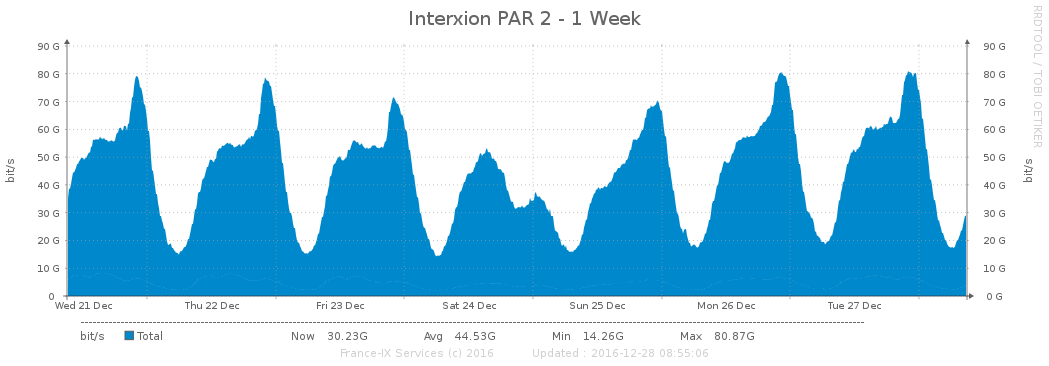 Interxion PAR 2 - 1 Week
RRDTOOL / TOBI OETIKER
90 G 90 G
80 G 80 G
70 G 70 G
60 G 60 G
50 G 50 G
40 G 40 G
30 G 30 G
20 G 20 G
10 G 10 G
0 0 G
bit/s
bit/s
Wed 21 Dec Thu 22 Dec Fri 23 Dec Sat 24 Dec Sun 25 Dec Mon 26 Dec Tue 27 Dec
bit/s Total Now 30.23G Avg 44.53G Min 14.26G Max 80.87G
France-IX Services (c) 2016 Updated : 2016-12-28 08:55:06